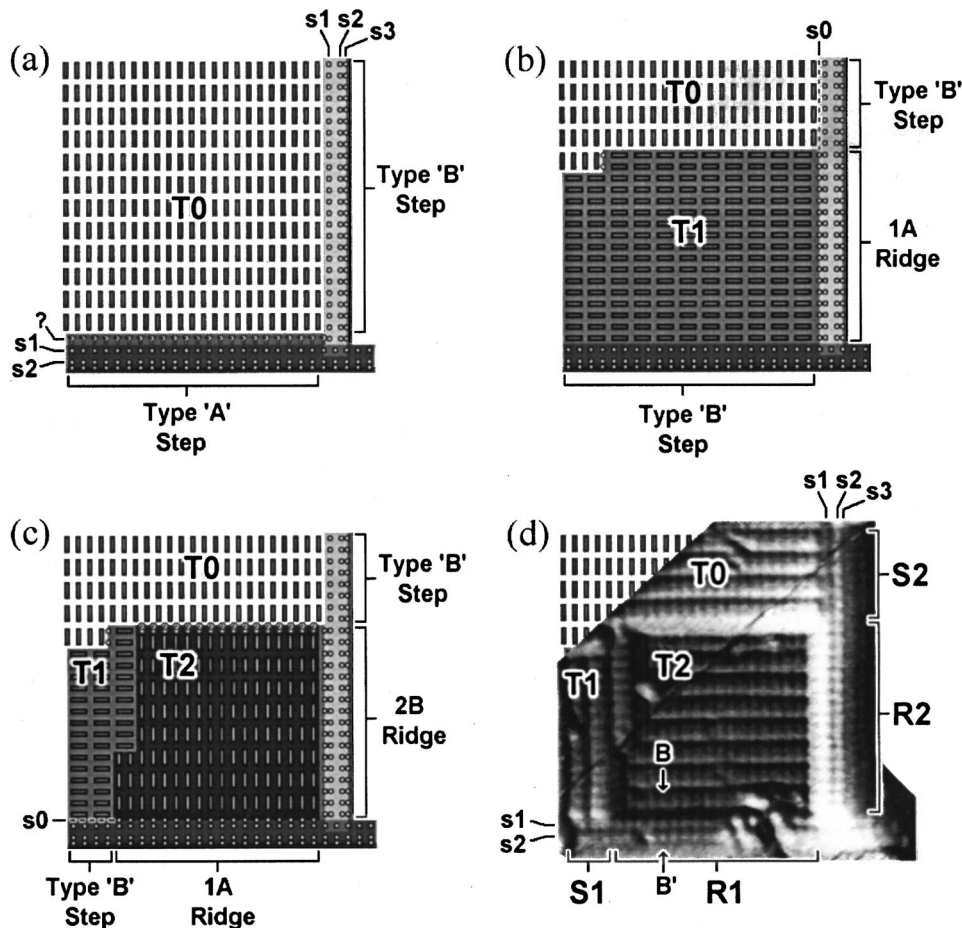 (a)
s1 s2 s3
T0
Type 'B'
Step
?
s1
s2
Type 'A'
Step
(b)
s0
T0
Type 'B'
Step
T1
1A
Ridge
Type 'B'
Step
(c)
T0
Type 'B'
Step
T1
T2
2B
Ridge
s0
Type 'B'
Step
1A
Ridge
(d)
s1 s2 s3
T0
S2
T1
T2
R2
B
s1
s2
S1
B'
R1